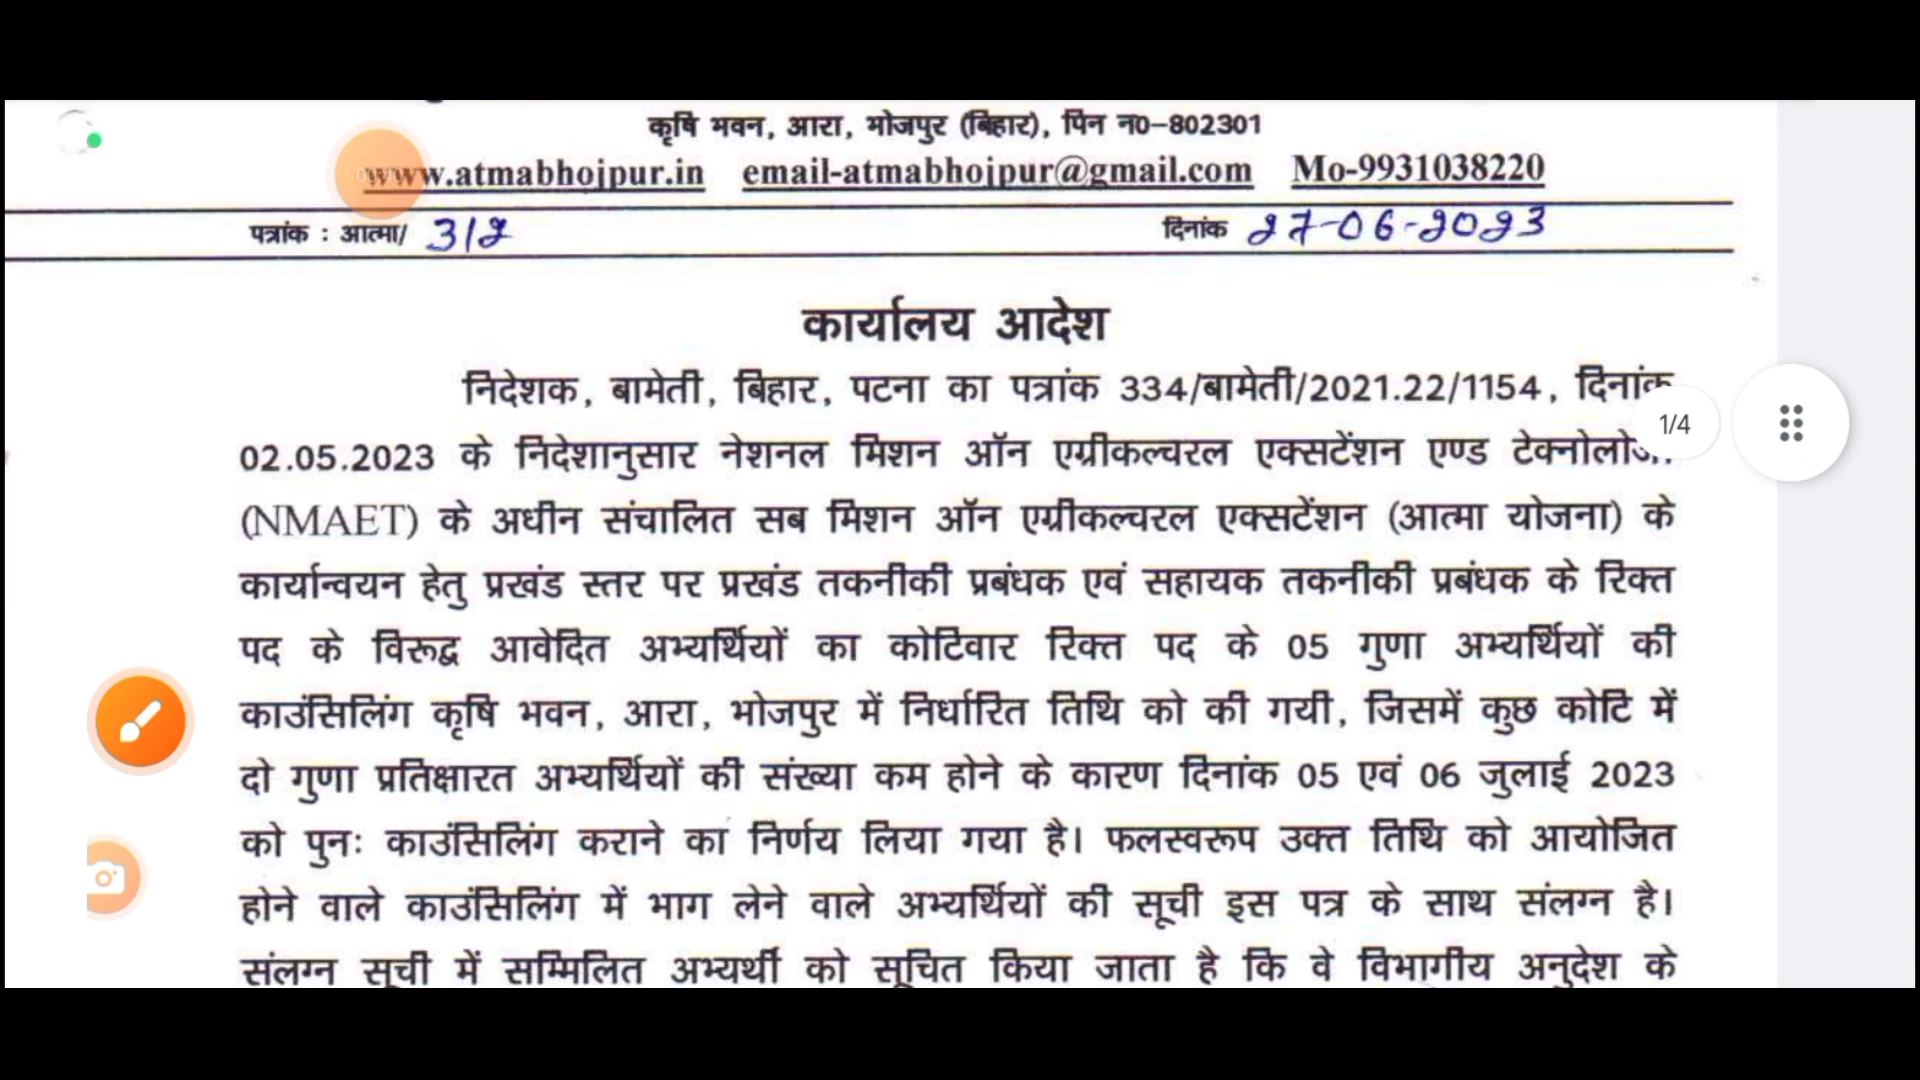 कृषि भवन, आरा, भोजपुर (बिहार), पिन न0-802301
www.atmabhojpur.in email-atmabhojpur@gmail.com Mo-9931038220
पत्रांक : आत्मा/ 312 दिनांक 27-06-2023
कार्यालय आदेश
निदेशक, बामेती, बिहार, पटना का पत्रांक 334/बामेती/2021.22/1154, दिनांक
02.05.2023 के निदेशानुसार नेशनल मिशन ऑन एग्रीकल्चरल एक्सटेंशन एण्ड टेक्नोलोजी
1/4
(NMAET) के अधीन संचालित सब मिशन ऑन एग्रीकल्चरल एक्सटेंशन (आत्मा योजना) के
कार्यान्वयन हेतु प्रखंड स्तर पर प्रखंड तकनीकी प्रबंधक एवं सहायक तकनीकी प्रबंधक के रिक्त
पद के विरूद्व आवेदित अभ्यर्थियों का कोटिवार रिक्त पद के 05 गुणा अभ्यर्थियों की
काउंसिलिंग कृषि भवन, आरा, भोजपुर में निर्धारित तिथि को की गयी, जिसमें कुछ कोटि में
दो गुणा प्रतिक्षारत अभ्यर्थियों की संख्या कम होने के कारण दिनांक 05 एवं 06 जुलाई 2023
को पुनः काउंसिलिंग कराने का निर्णय लिया गया है। फलस्वरूप उक्त तिथि को आयोजित
होने वाले काउंसिलिंग में भाग लेने वाले अभ्यर्थियों की सूची इस पत्र के साथ संलग्न है।
संलग्न सूची में सम्मिलित अभ्यर्थी को सूचित किया जाता है कि वे विभागीय अनुदेश के